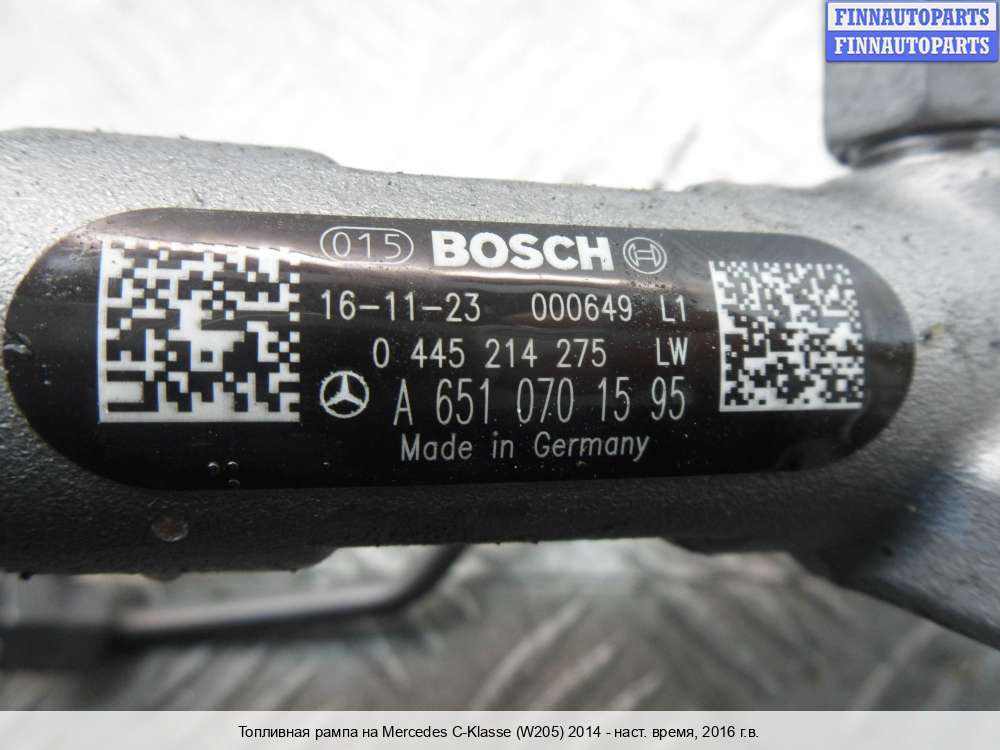 FINNAUTOPARTS
FINNAUTOPARTS
015 BOSCH
16-11-23 000649 L1
0 445 214 275 LW
A 651 070 15 95
Made in Germany
Топливная рампа на Mercedes C-Klasse (W205) 2014 - наст. время, 2016 г.в.